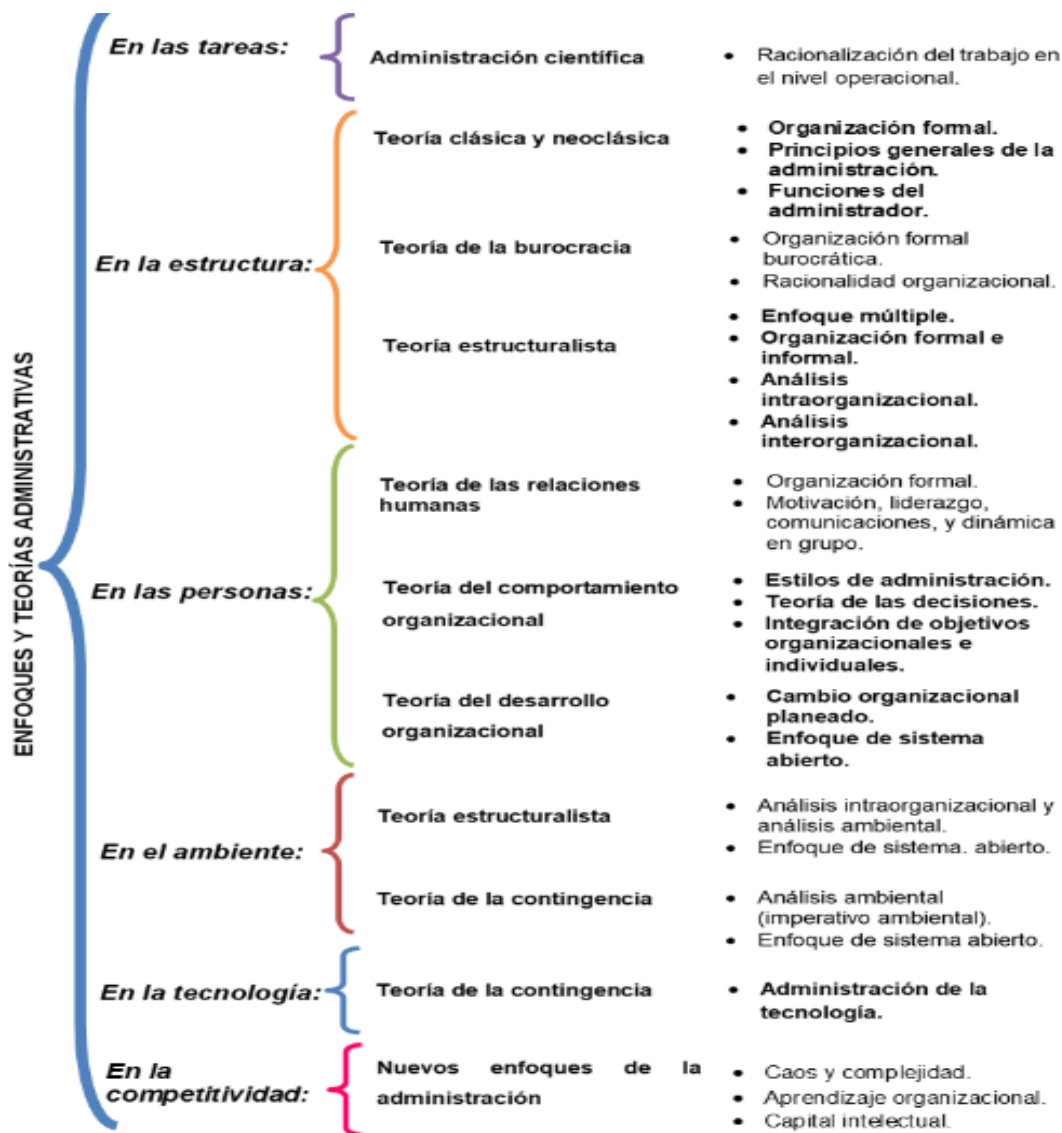 ENFOQUES Y TEORÍAS ADMINISTRATIVAS
En las tareas:
Administración científica
• Racionalización del trabajo en
el nivel operacional.
En la estructura:
Teoría clásica y neoclásica
• Organización formal.
• Principios generales de la
administración.
• Funciones del
administrador.
Teoría de la burocracia
• Organización formal
burocrática.
• Racionalidad organizacional.
Teoría estructuralista
• Enfoque múltiple.
• Organización formal e
informal.
• Análisis
intraorganizacional.
• Análisis
interorganizacional.
En las personas:
Teoría de las relaciones
humanas
• Organización formal.
• Motivación, liderazgo,
comunicaciones, y dinámica
en grupo.
Teoría del comportamiento
organizacional
• Estilos de administración.
• Teoría de las decisiones.
• Integración de objetivos
organizacionales e
individuales.
Teoría del desarrollo
organizacional
• Cambio organizacional
planeado.
• Enfoque de sistema
abierto.
En el ambiente:
Teoría estructuralista
• Análisis intraorganizacional y
análisis ambiental.
• Enfoque de sistema. abierto.
Teoría de la contingencia
• Análisis ambiental
(imperativo ambiental).
• Enfoque de sistema abierto.
En la tecnología:
Teoría de la contingencia
• Administración de la
tecnología.
En la
competitividad:
Nuevos enfoques de la
administración
• Caos y complejidad.
• Aprendizaje organizacional.
• Capital intelectual.